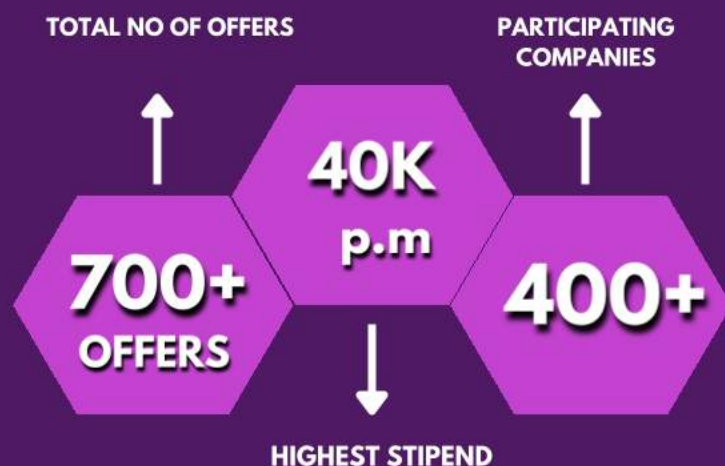 TOTAL NO OF OFFERS
PARTICIPATING
COMPANIES
40K
p.m
700+
OFFERS
400+
HIGHEST STIPEND